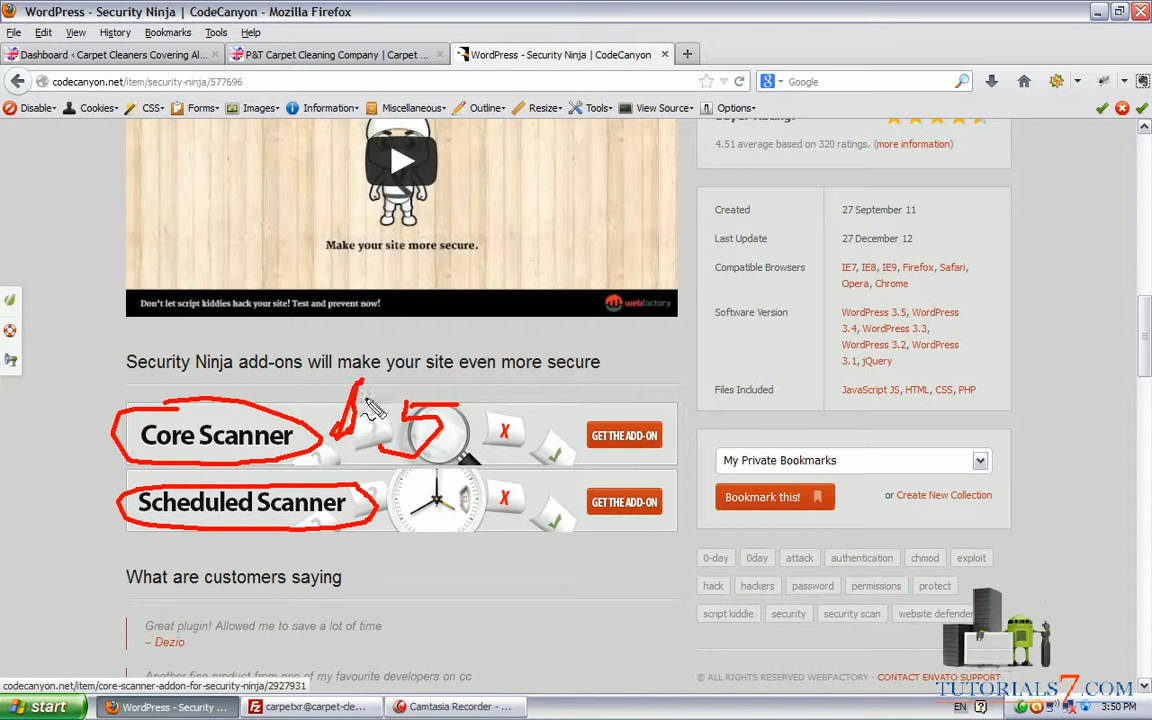 WordPress - Security Ninja | CodeCanyon - Mozilla Firefox
File Edit View History Bookmarks Tools Help
Dashboard ‹ Carpet Cleaners Covering Al...
P&T Carpet Cleaning Company | Carpet ...
WordPress - Security Ninja | CodeCanyon
codecanyon.net/item/security-ninja/577696
Google
Disable Cookies CSS Forms Images Information Miscellaneous Outline Resize Tools View Source Options
4.51 average based on 320 ratings. (more information)
Make your site more secure.
Don't let script kiddies hack your site! Test and prevent now!
webfactory
Created 27 September 11
Last Update 27 December 12
Compatible Browsers IE7, IE8, IE9, Firefox, Safari,
Opera, Chrome
Software Version WordPress 3.5, WordPress
3.4, WordPress 3.3,
WordPress 3.2, WordPress
3.1, jQuery
Files Included JavaScript JS, HTML, CSS, PHP
Security Ninja add-ons will make your site even more secure
Core Scanner
5
X
GET THE ADD-ON
Scheduled Scanner
X
GET THE ADD-ON
My Private Bookmarks
Bookmark this! or Create New Collection
What are customers saying
Great plugin! Allowed me to save a lot of time
– Dezio
Another fine product from one of my favourite developers on cc
0-day 0day attack authentication chmod exploit
hack hackers password permissions protect
script kiddie security security scan website defender
© ALL RIGHTS RESERVED WEBFACTORY - CONTACT ENVATO SUPPORT
TUTORIALS7.COM
codecanyon.net/item/core-scanner-addon-for-security-ninja/2927931
start
WordPress - Security ...
carpetxr@carpet-cle...
Camtasia Recorder - ...
EN
3:50 PM